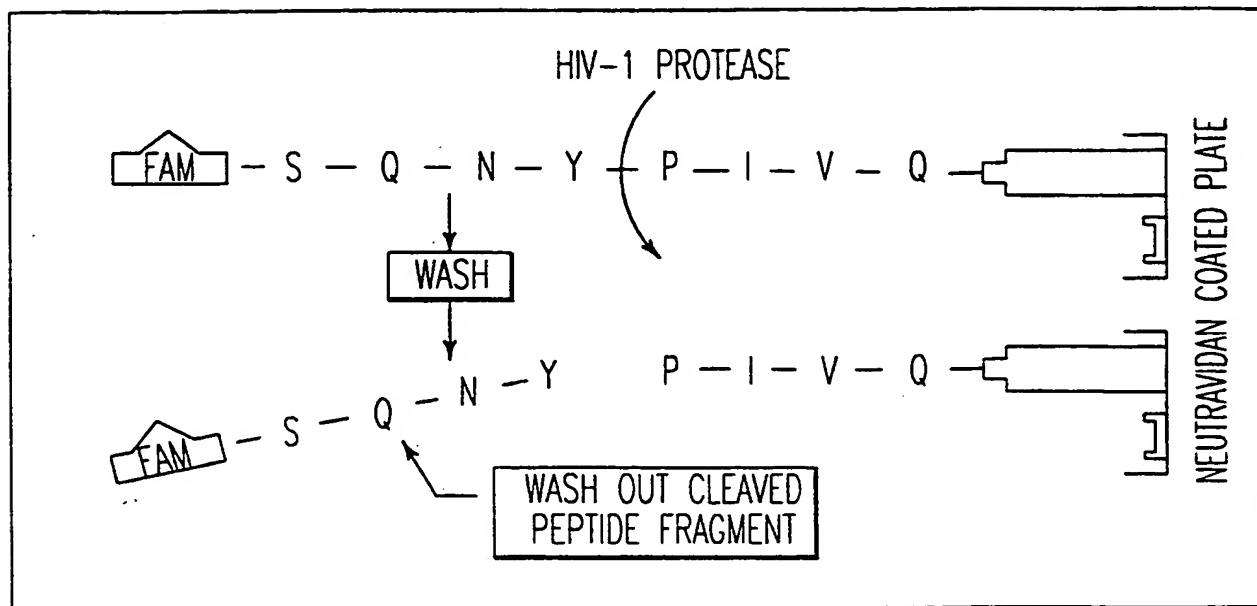 HIV-1 PROTEASE
FAM – S – Q – N – Y – P – I – V – Q –
WASH
FAM – S – Q – N – Y P – I – V – Q –
WASH OUT CLEAVED
PEPTIDE FRAGMENT
NEUTRAVIDAN COATED PLATE